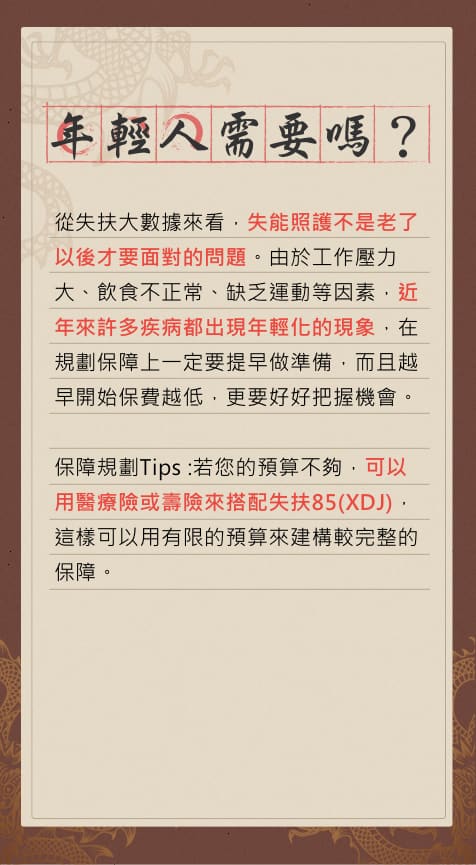 年輕人需要嗎？
從失扶大數據來看，失能照護不是老了
以後才要面對的問題。由於工作壓力
大、飲食不正常、缺乏運動等因素，近
年來許多疾病都出現年輕化的現象，在
規劃保障上一定要提早做準備，而且越
早開始保費越低，更要好好把握機會。
保障規劃Tips :若您的預算不夠，可以
用醫療險或壽險來搭配失扶85(XDJ)，
這樣可以用有限的預算來建構較完整的
保障。